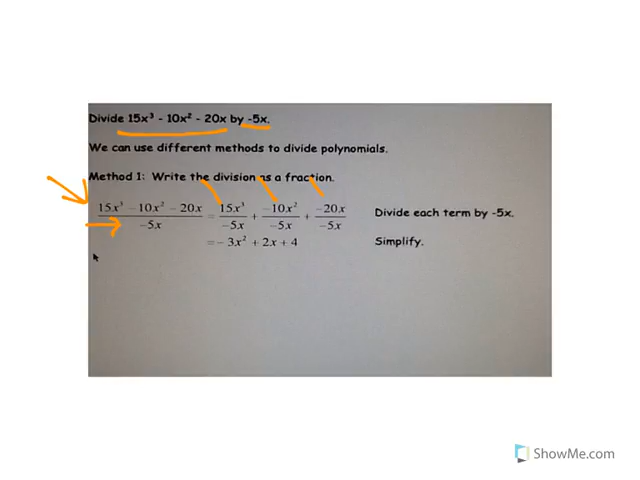 Divide 15x³ - 10x² - 20x by -5x.
We can use different methods to divide polynomials.
Method 1: Write the division as a fraction.
(15x³ − 10x² − 20x)/(−5x) = 15x³/(−5x) + −10x²/(−5x) + −20x/(−5x) Divide each term by -5x.
= − 3x² + 2x + 4 Simplify.
ShowMe.com